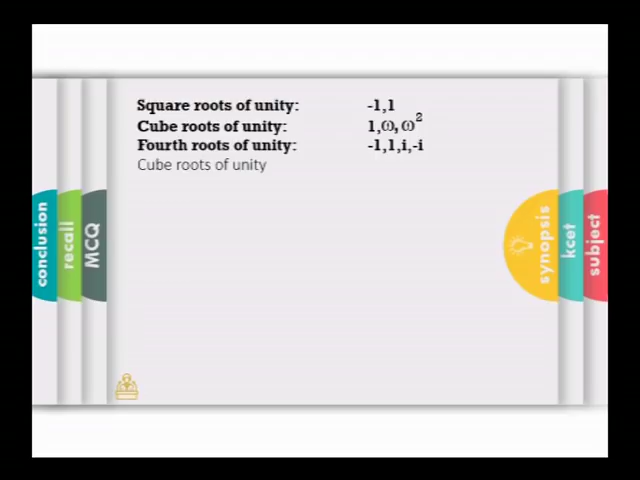 Square roots of unity: -1,1
Cube roots of unity: 1,ω,ω²
Fourth roots of unity: -1,1,i,-i
Cube roots of unity
conclusion
recall
MCQ
synopsis
kcet
subject